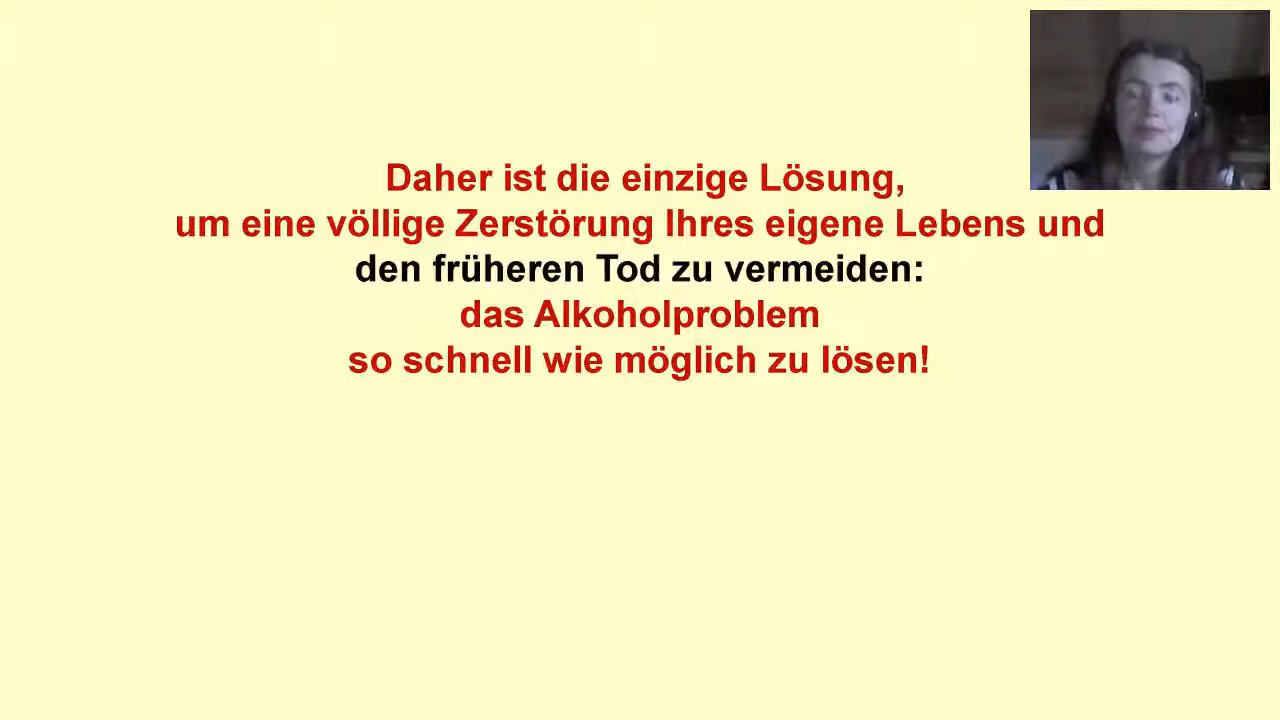 Daher ist die einzige Lösung,
um eine völlige Zerstörung Ihres eigene Lebens und
den früheren Tod zu vermeiden:
das Alkoholproblem
so schnell wie möglich zu lösen!